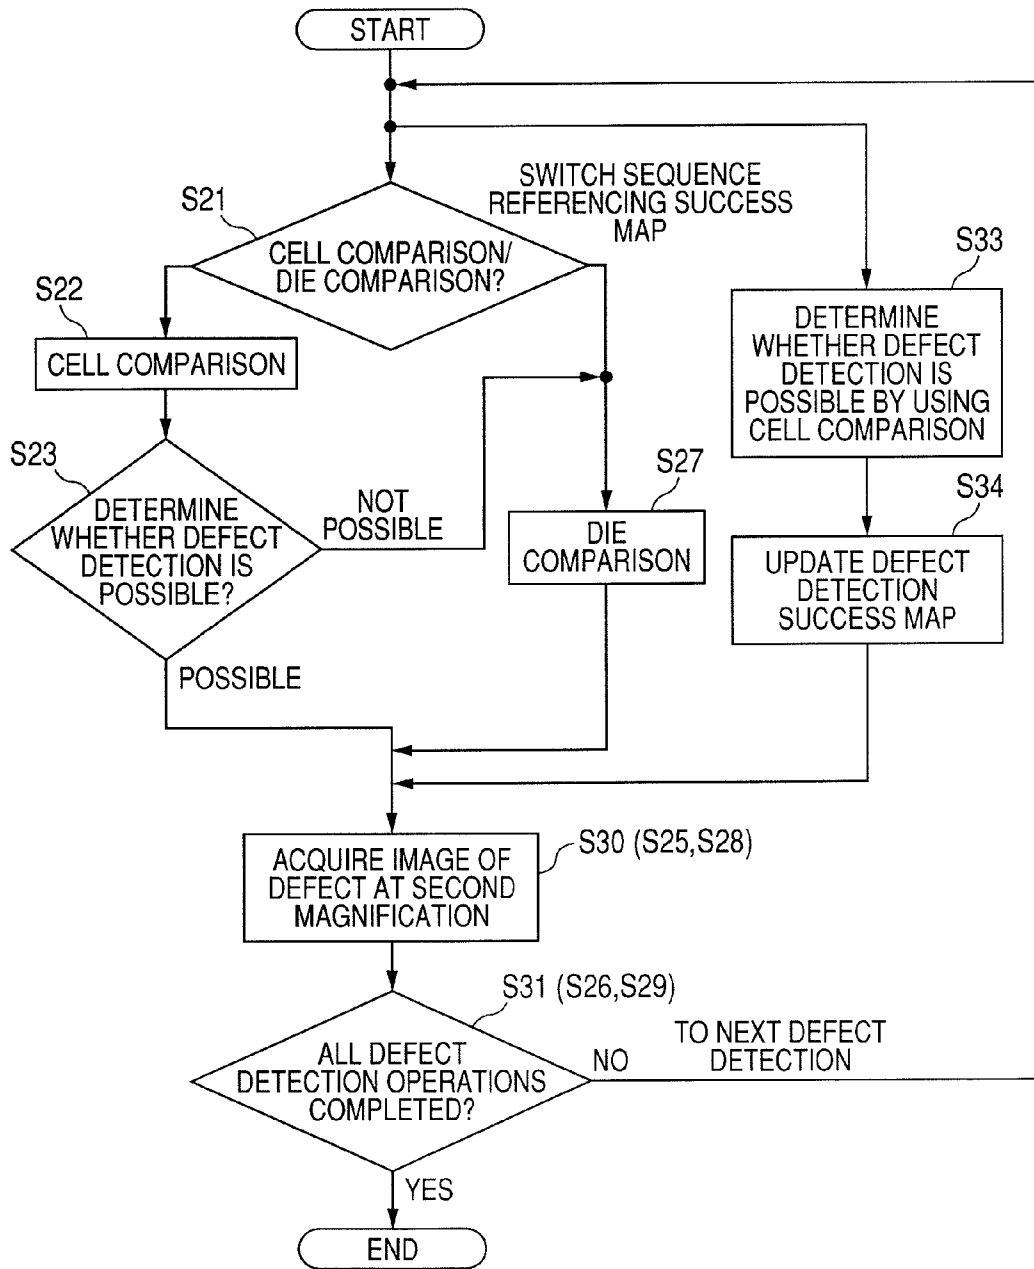 START
SWITCH SEQUENCE
REFERENCING SUCCESS
MAP
S21
CELL COMPARISON/
DIE COMPARISON?
S22
CELL COMPARISON
S23
DETERMINE
WHETHER DEFECT
DETECTION IS
POSSIBLE?
NOT
POSSIBLE
POSSIBLE
S27
DIE
COMPARISON
S33
DETERMINE
WHETHER DEFECT
DETECTION IS
POSSIBLE BY USING
CELL COMPARISON
S34
UPDATE DEFECT
DETECTION
SUCCESS MAP
S30 (S25,S28)
ACQUIRE IMAGE OF
DEFECT AT SECOND
MAGNIFICATION
S31 (S26,S29)
ALL DEFECT
DETECTION OPERATIONS
COMPLETED?
NO
TO NEXT DEFECT
DETECTION
YES
END